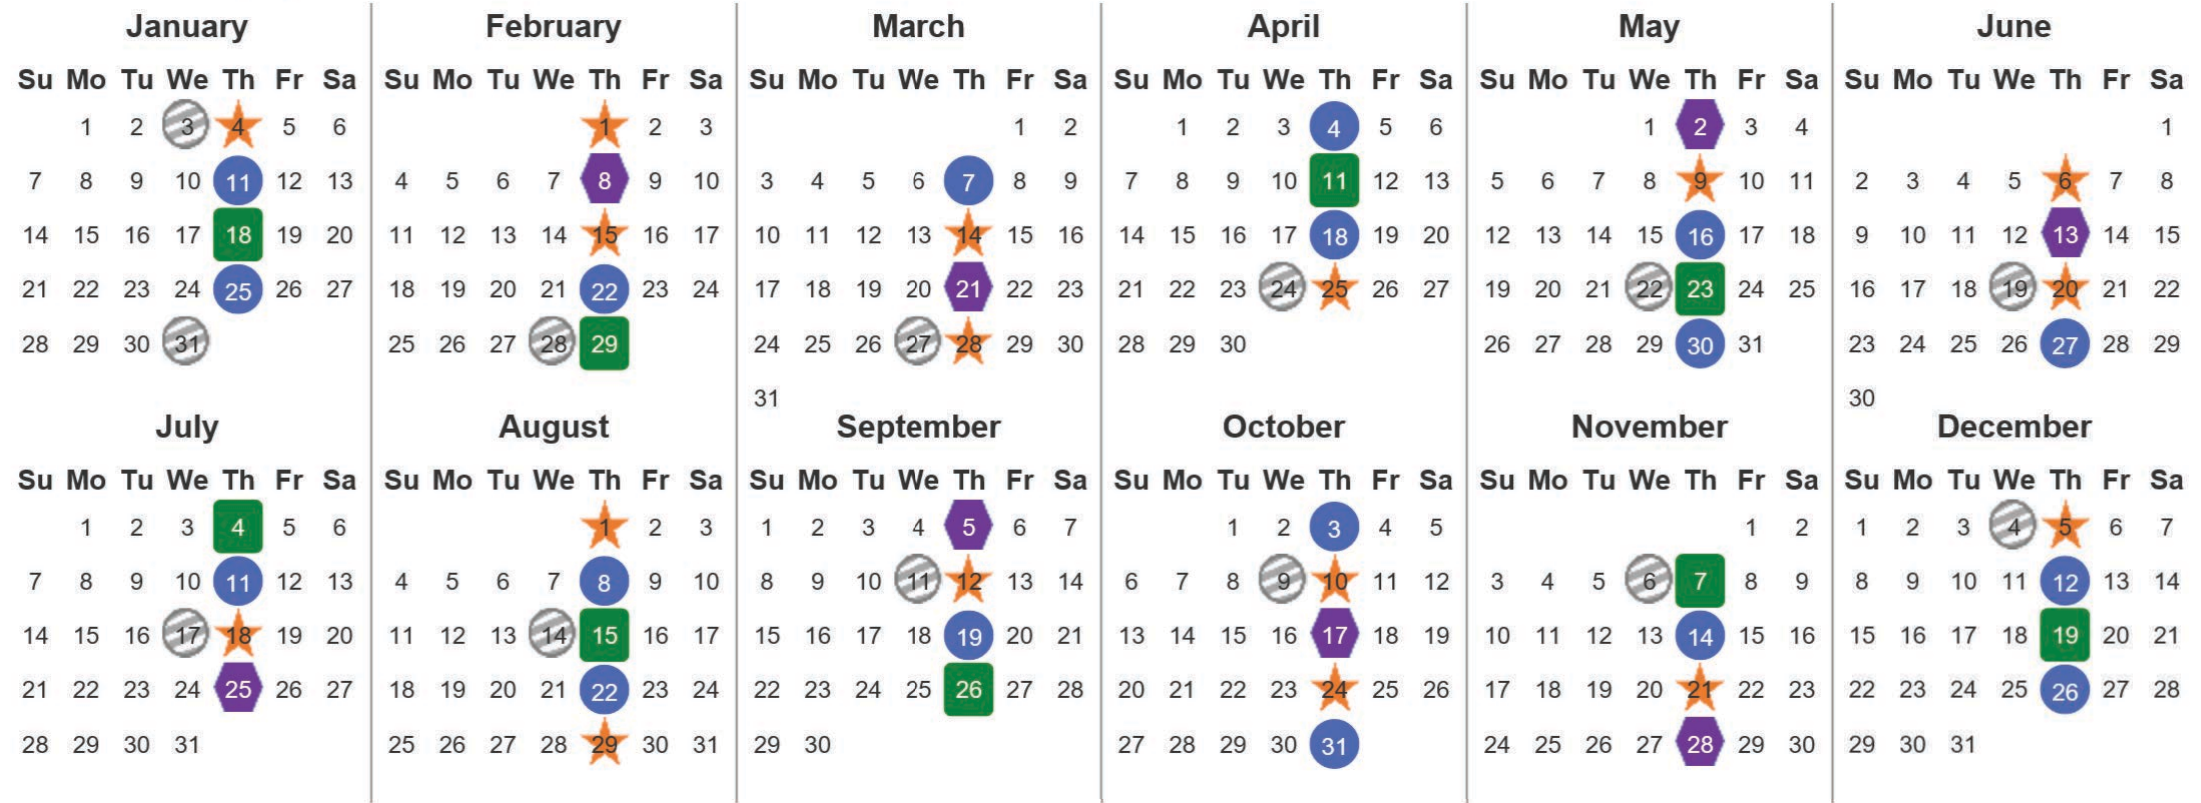 January February March April May June
Su Mo Tu We Th Fr Sa Su Mo Tu We Th Fr Sa Su Mo Tu We Th Fr Sa Su Mo Tu We Th Fr Sa Su Mo Tu We Th Fr Sa Su Mo Tu We Th Fr Sa
1 2 3 4 5 6 1 2 3 1 2 1 2 3 4 5 6 1 2 3 4 1
7 8 9 10 11 12 13 4 5 6 7 8 9 10 3 4 5 6 7 8 9 7 8 9 10 11 12 13 5 6 7 8 9 10 11 2 3 4 5 6 7 8
14 15 16 17 18 19 20 11 12 13 14 15 16 17 10 11 12 13 14 15 16 14 15 16 17 18 19 20 12 13 14 15 16 17 18 9 10 11 12 13 14 15
21 22 23 24 25 26 27 18 19 20 21 22 23 24 17 18 19 20 21 22 23 21 22 23 24 25 26 27 19 20 21 22 23 24 25 16 17 18 19 20 21 22
28 29 30 31 25 26 27 28 29 24 25 26 27 28 29 30 28 29 30 26 27 28 29 30 31 23 24 25 26 27 28 29
31 30
July August September October November December
Su Mo Tu We Th Fr Sa Su Mo Tu We Th Fr Sa Su Mo Tu We Th Fr Sa Su Mo Tu We Th Fr Sa Su Mo Tu We Th Fr Sa Su Mo Tu We Th Fr Sa
1 2 3 4 5 6 1 2 3 1 2 3 4 5 6 7 1 2 3 4 5 1 2 1 2 3 4 5 6 7
7 8 9 10 11 12 13 4 5 6 7 8 9 10 8 9 10 11 12 13 14 6 7 8 9 10 11 12 3 4 5 6 7 8 9 8 9 10 11 12 13 14
14 15 16 17 18 19 20 11 12 13 14 15 16 17 15 16 17 18 19 20 21 13 14 15 16 17 18 19 10 11 12 13 14 15 16 15 16 17 18 19 20 21
21 22 23 24 25 26 27 18 19 20 21 22 23 24 22 23 24 25 26 27 28 20 21 22 23 24 25 26 17 18 19 20 21 22 23 22 23 24 25 26 27 28
28 29 30 31 25 26 27 28 29 30 31 29 30 27 28 29 30 31 24 25 26 27 28 29 30 29 30 31